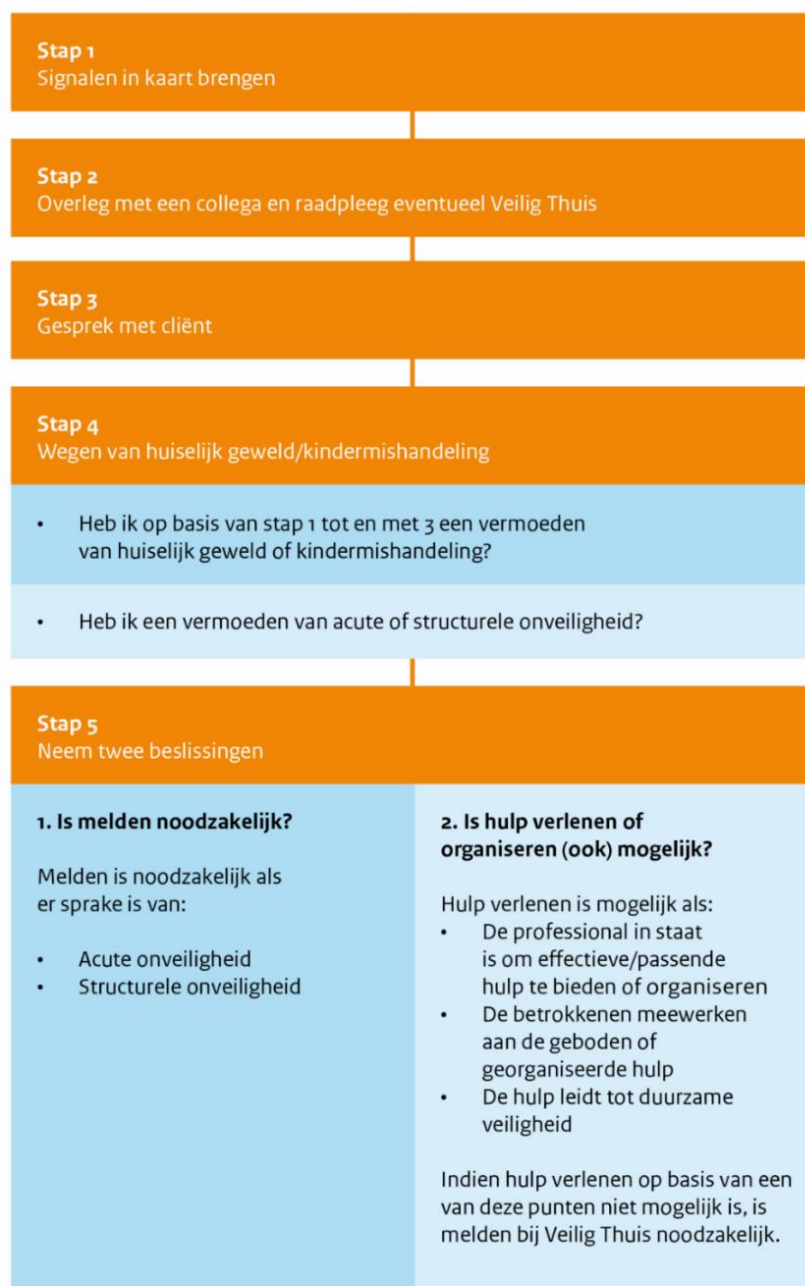 Stap 1
Signalen in kaart brengen
Stap 2
Overleg met een collega en raadpleeg eventueel Veilig Thuis
Stap 3
Gesprek met cliënt
Stap 4
Wegen van huiselijk geweld/kindermishandeling
• Heb ik op basis van stap 1 tot en met 3 een vermoeden
van huiselijk geweld of kindermishandeling?
• Heb ik een vermoeden van acute of structurele onveiligheid?
Stap 5
Neem twee beslissingen
1. Is melden noodzakelijk?
Melden is noodzakelijk als
er sprake is van:
• Acute onveiligheid
• Structurele onveiligheid
2. Is hulp verlenen of
organiseren (ook) mogelijk?
Hulp verlenen is mogelijk als:
• De professional in staat
is om effectieve/passende
hulp te bieden of organiseren
• De betrokkenen meewerken
aan de geboden of
georganiseerde hulp
• De hulp leidt tot duurzame
veiligheid
Indien hulp verlenen op basis van een
van deze punten niet mogelijk is, is
melden bij Veilig Thuis noodzakelijk.